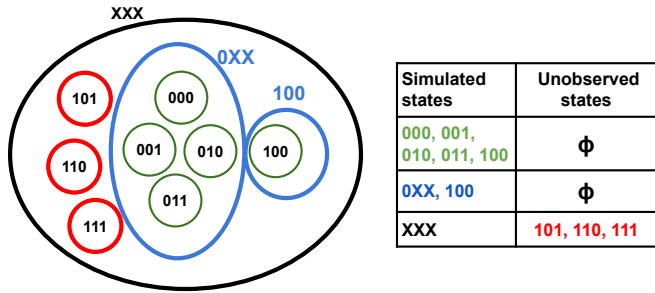 XXX
0XX
100
101
000
110
001
010
100
011
111
Simulated states
Unobserved states
000, 001,
010, 011, 100
ϕ
0XX, 100
ϕ
XXX
101, 110, 111